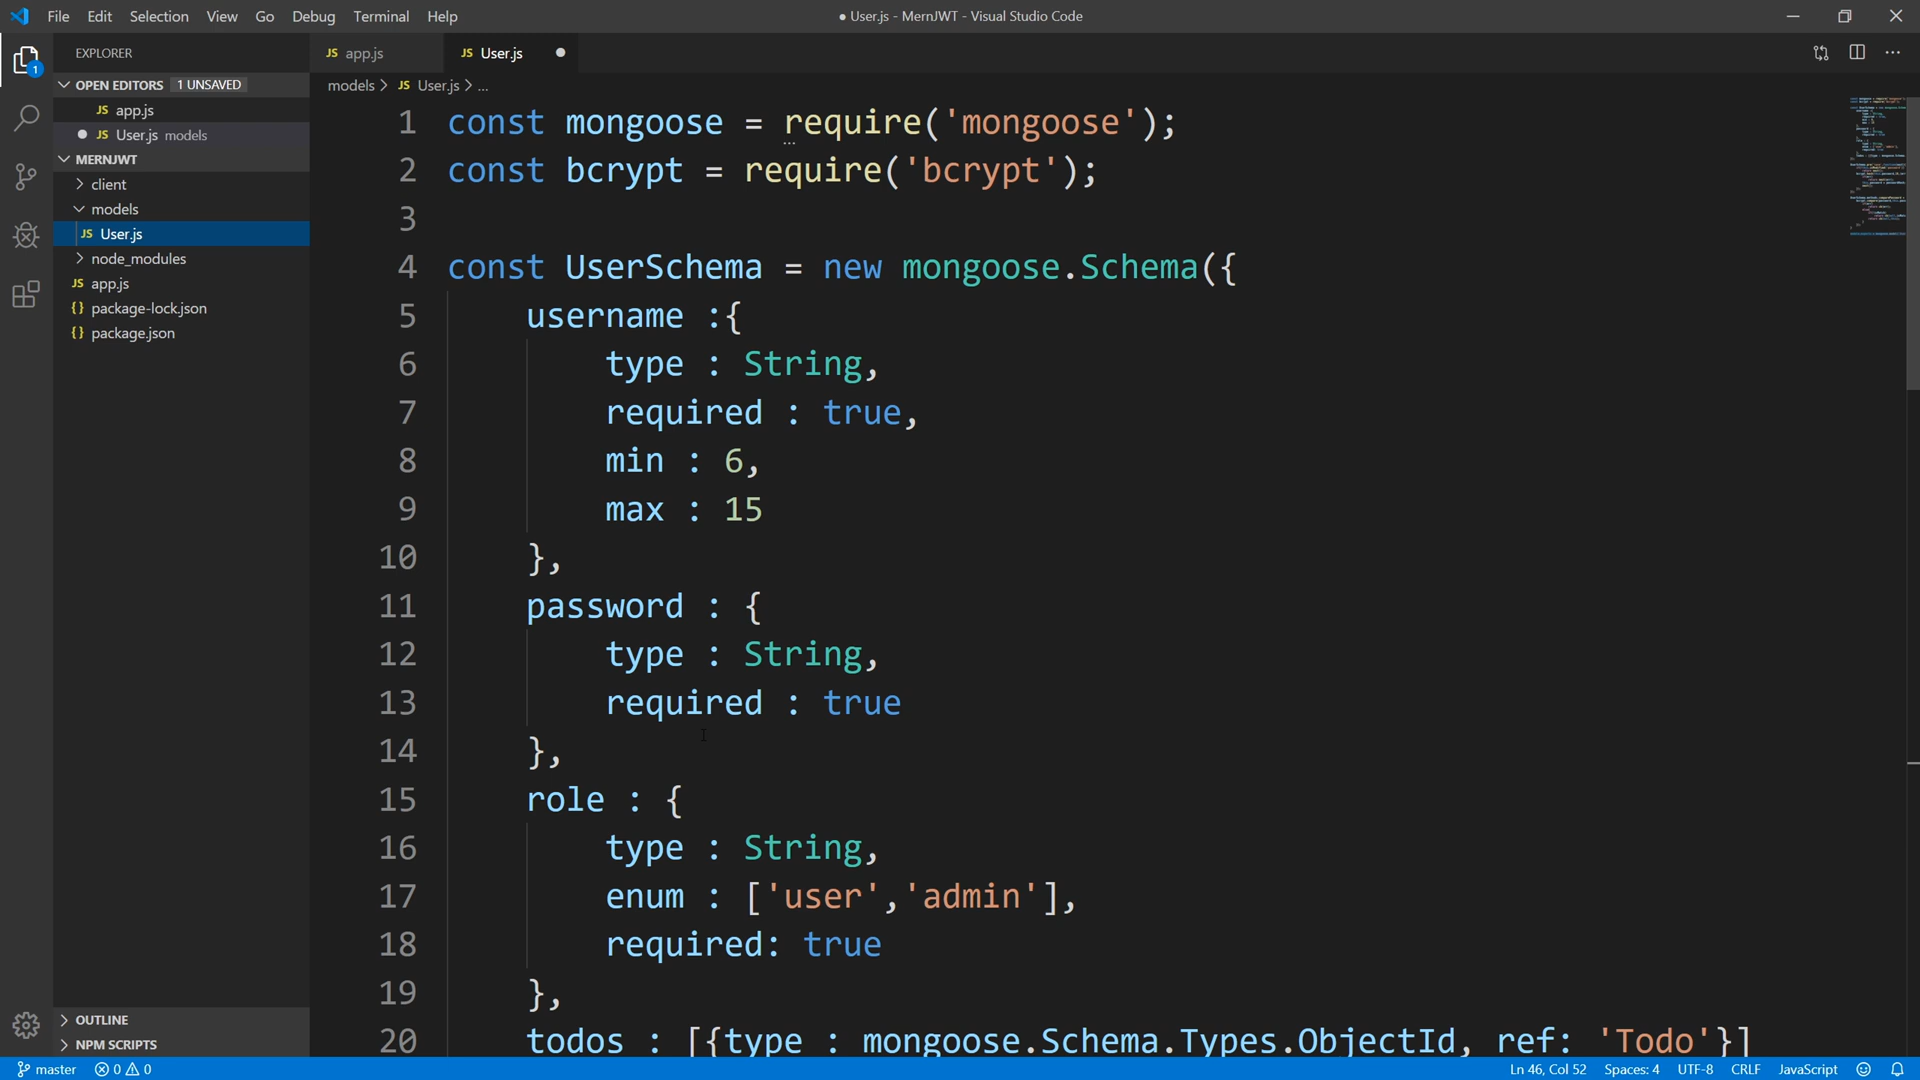 File Edit Selection View Go Debug Terminal Help
● User.js - MernJWT - Visual Studio Code
EXPLORER
OPEN EDITORS 1 UNSAVED
JS app.js
JS User.js models
MERNJWT
client
models
JS User.js
node_modules
JS app.js
{} package-lock.json
{} package.json
OUTLINE
NPM SCRIPTS
1
JS app.js
JS User.js
models > JS User.js > ...
1 const mongoose = require('mongoose');
2 const bcrypt = require('bcrypt');
3
4 const UserSchema = new mongoose.Schema({
5 username :{
6 type : String,
7 required : true,
8 min : 6,
9 max : 15
10 },
11 password : {
12 type : String,
13 required : true
14 },
15 role : {
16 type : String,
17 enum : ['user','admin'],
18 required: true
19 },
20 todos : [{type : mongoose.Schema.Types.ObjectId, ref: 'Todo'}]
master 0 0
Ln 46, Col 52 Spaces: 4 UTF-8 CRLF JavaScript